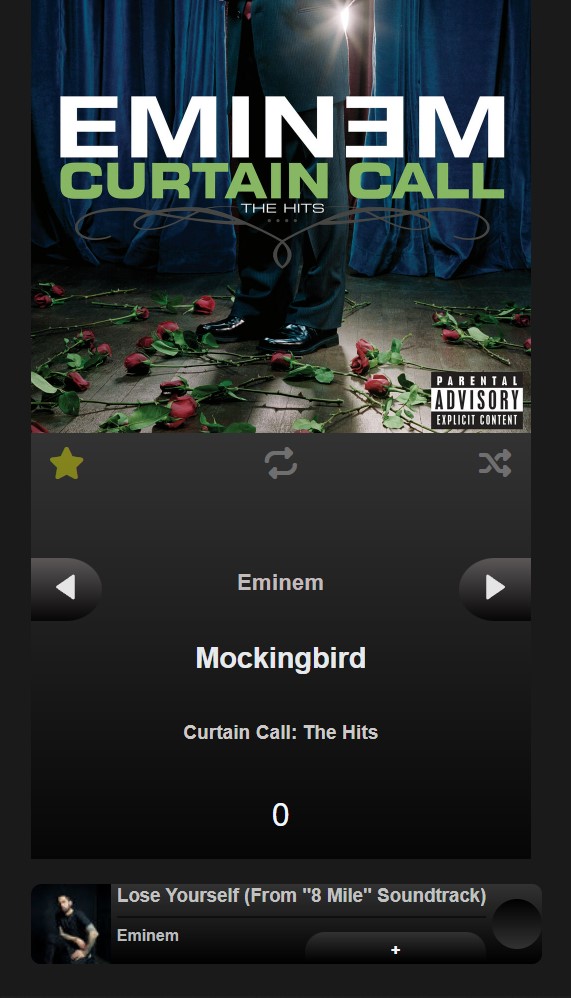 EMINƎM
CURTAIN CALL
THE HITS
PARENTAL
ADVISORY
EXPLICIT CONTENT
Eminem
Mockingbird
Curtain Call: The Hits
0
Lose Yourself (From "8 Mile" Soundtrack)
Eminem
+